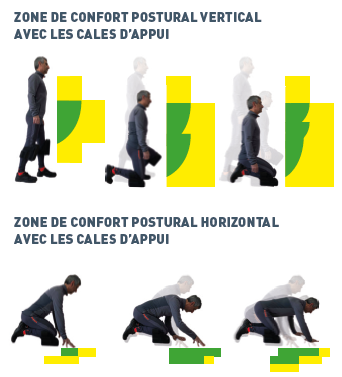 ZONE DE CONFORT POSTURAL VERTICAL
AVEC LES CALES D'APPUI
ZONE DE CONFORT POSTURAL HORIZONTAL
AVEC LES CALES D'APPUI